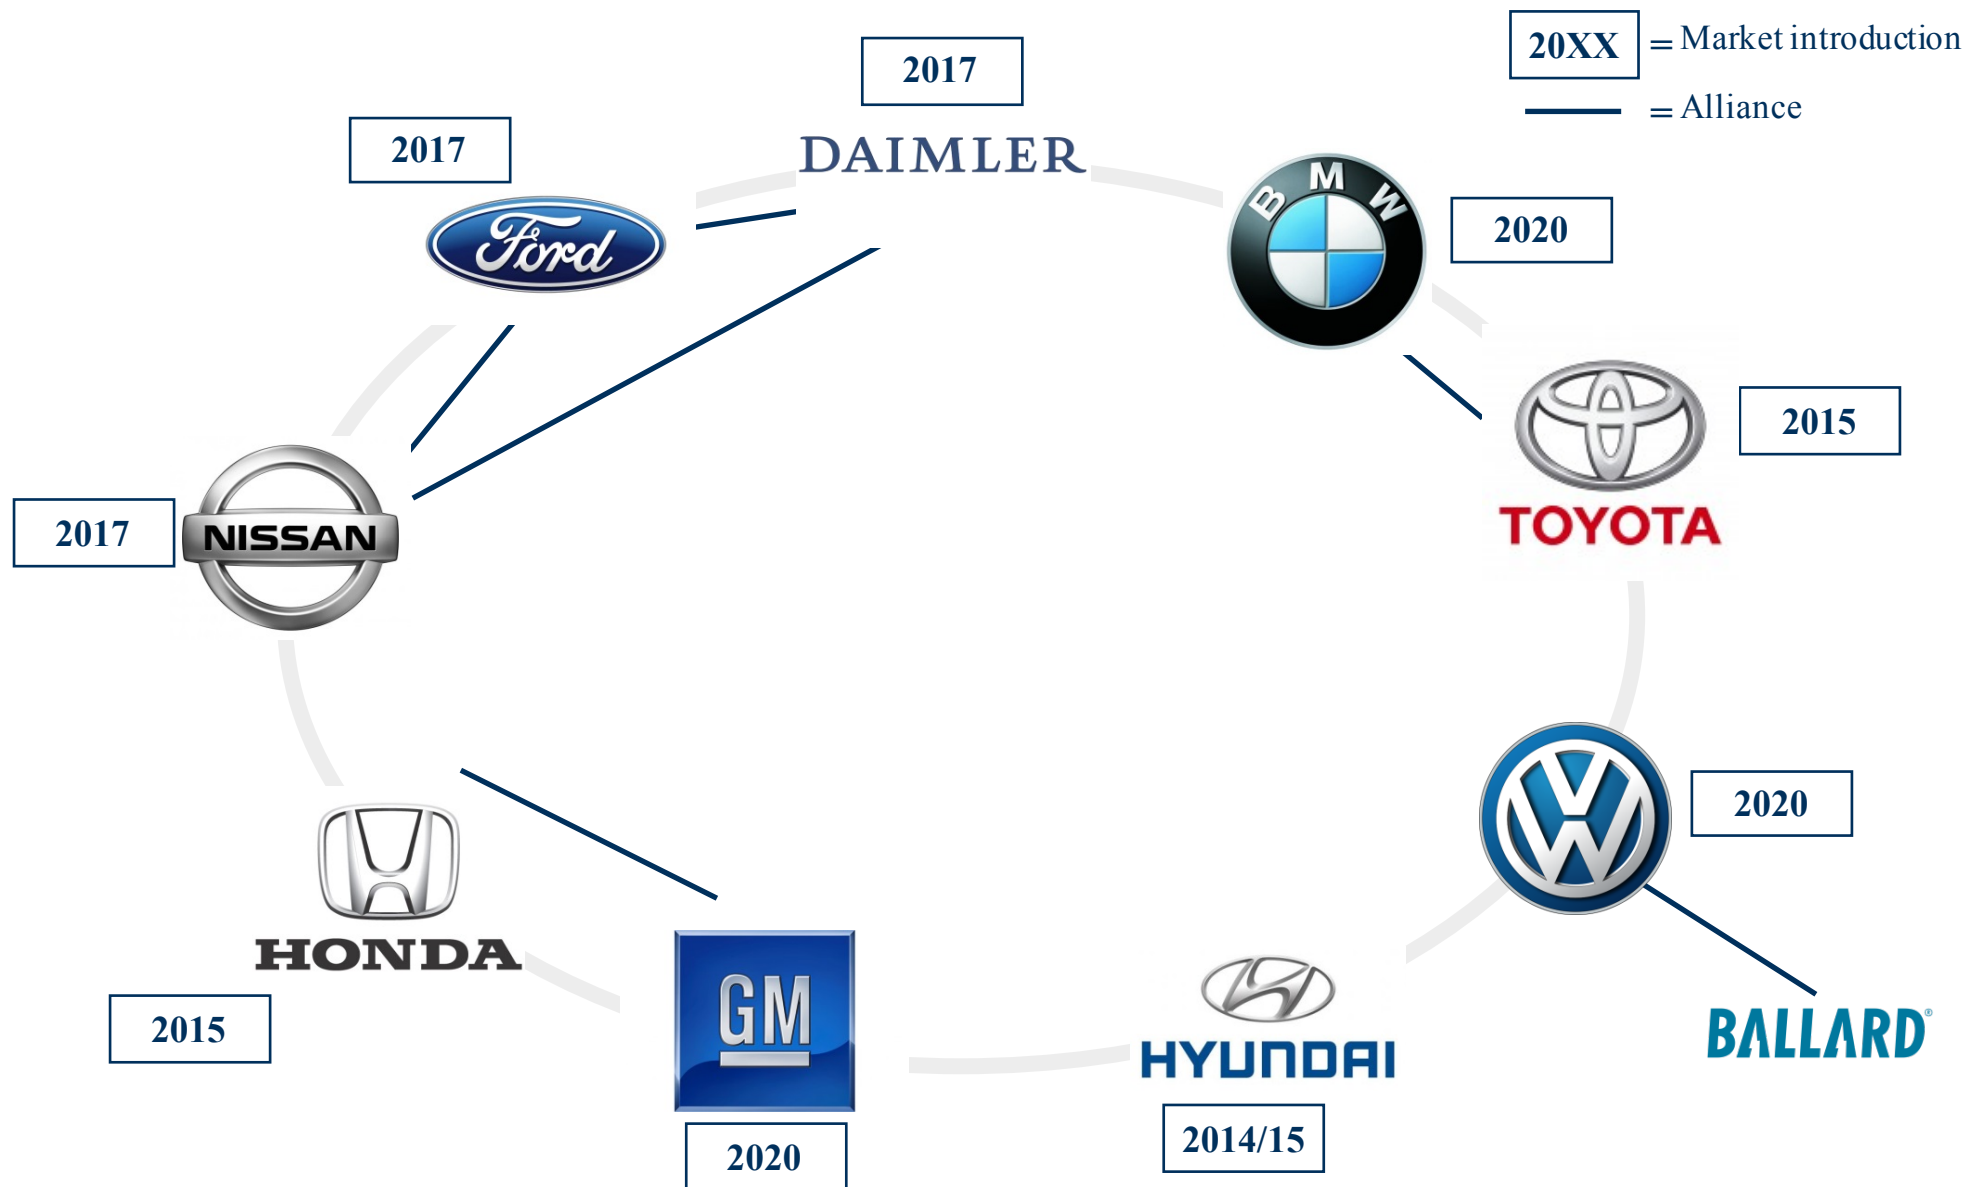 20XX = Market introduction
= Alliance
2017
DAIMLER
2017
Ford
BMW
2020
TOYOTA
2015
2017
NISSAN
2020
HONDA
2015
GM
2020
HYUNDAI
2014/15
BALLARD®